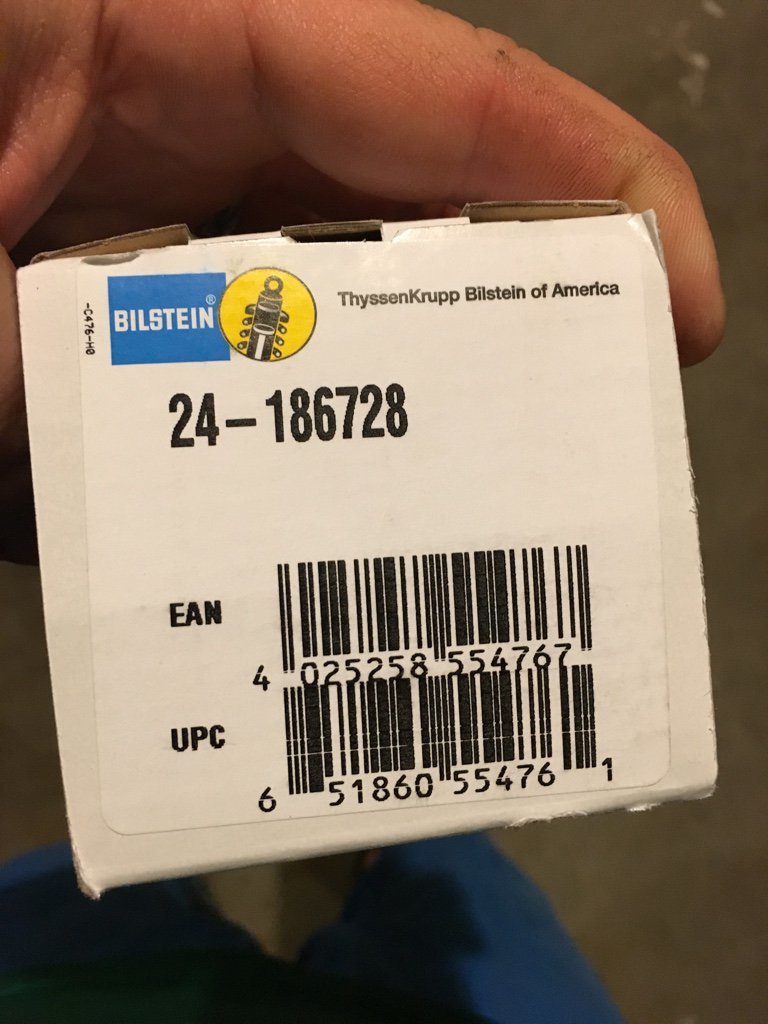 BILSTEIN®
ThyssenKrupp Bilstein of America
-C476-H0
24-186728
EAN
4 025258 554767
UPC
6 51860 55476 1